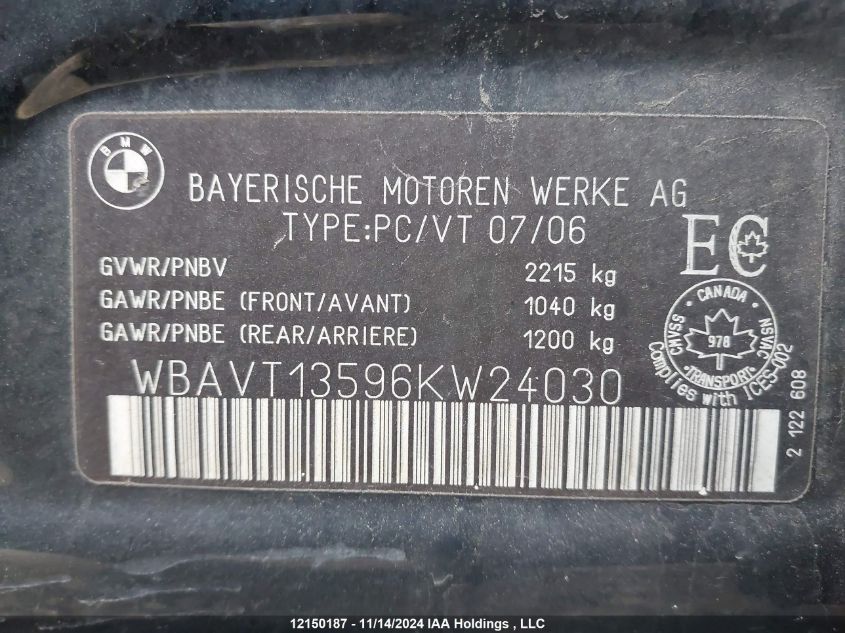 BMW
BAYERISCHE MOTOREN WERKE AG
TYPE:PC/VT 07/06
EC
GVWR/PNBV 2215 kg
GAWR/PNBE (FRONT/AVANT) 1040 kg
GAWR/PNBE (REAR/ARRIERE) 1200 kg
CANADA
CMVSS 978 NSVAC
TRANSPORT
Complies with ICES-002
WBAVT13596KW24030
2 122 608
12150187 - 11/14/2024 IAA Holdings , LLC